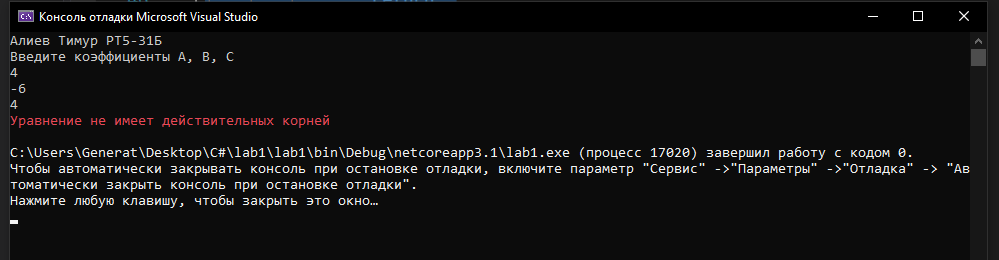 Консоль отладки Microsoft Visual Studio
Алиев Тимур РТ5-31Б
Введите коэффициенты A, B, C
4
-6
4
Уравнение не имеет действительных корней
C:\Users\Generat\Desktop\C#\lab1\lab1\bin\Debug\netcoreapp3.1\lab1.exe (процесс 17020) завершил работу с кодом 0.
Чтобы автоматически закрывать консоль при остановке отладки, включите параметр "Сервис" ->"Параметры" ->"Отладка" -> "Ав
томатически закрыть консоль при остановке отладки".
Нажмите любую клавишу, чтобы закрыть это окно…